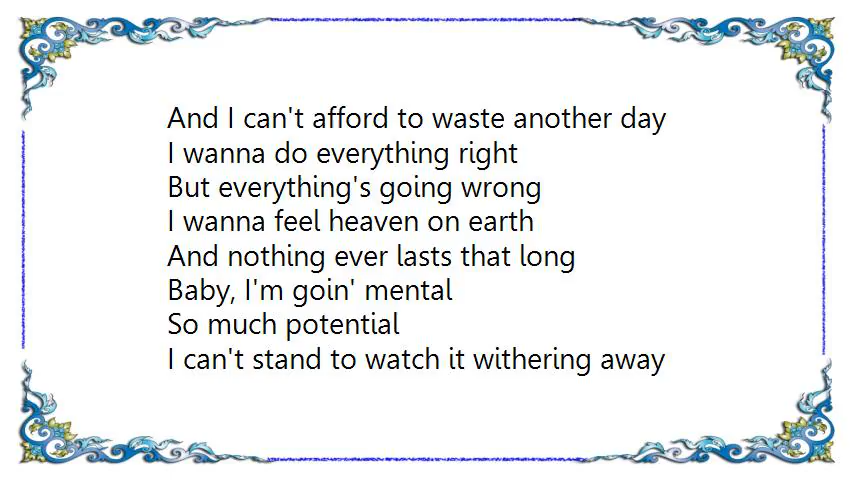 And I can't afford to waste another day
I wanna do everything right
But everything's going wrong
I wanna feel heaven on earth
And nothing ever lasts that long
Baby, I'm goin' mental
So much potential
I can't stand to watch it withering away